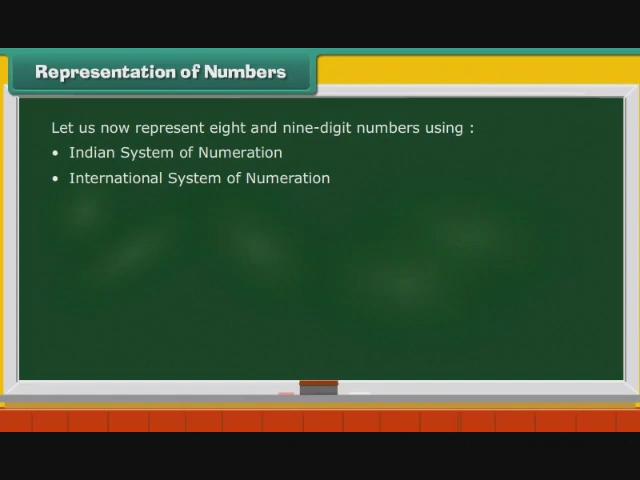 Representation of Numbers
Let us now represent eight and nine-digit numbers using :
• Indian System of Numeration
• International System of Numeration